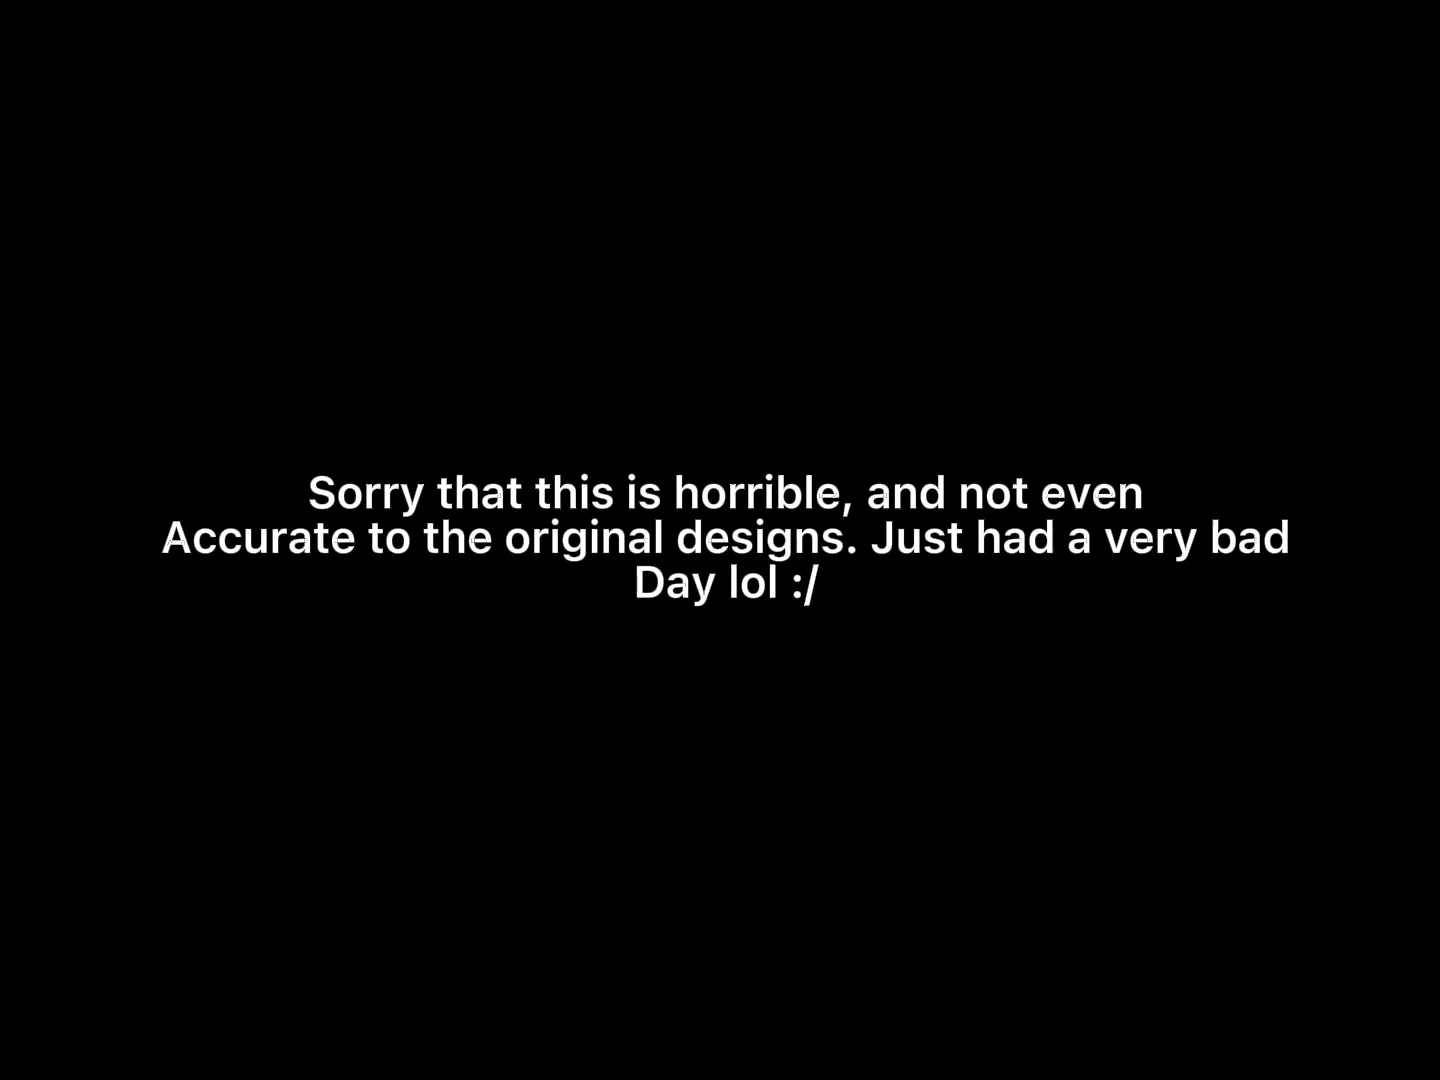 Sorry that this is horrible, and not even
Accurate to the original designs. Just had a very bad
Day lol :/